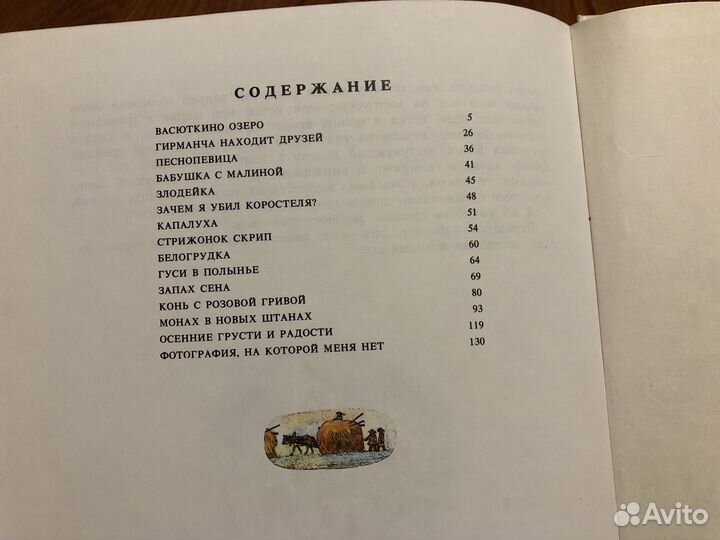 СОДЕРЖАНИЕ
ВАСЮТКИНО ОЗЕРО 5
ГИРМАНЧА НАХОДИТ ДРУЗЕЙ 26
ПЕСНОПЕВИЦА 36
БАБУШКА С МАЛИНОЙ 41
ЗЛОДЕЙКА 45
ЗАЧЕМ Я УБИЛ КОРОСТЕЛЯ? 48
КАПАЛУХА 51
СТРИЖОНОК СКРИП 54
БЕЛОГРУДКА 60
ГУСИ В ПОЛЫНЬЕ 64
ЗАПАХ СЕНА 69
КОНЬ С РОЗОВОЙ ГРИВОЙ 80
МОНАХ В НОВЫХ ШТАНАХ 93
ОСЕННИЕ ГРУСТИ И РАДОСТИ 119
ФОТОГРАФИЯ, НА КОТОРОЙ МЕНЯ НЕТ 130
Avito